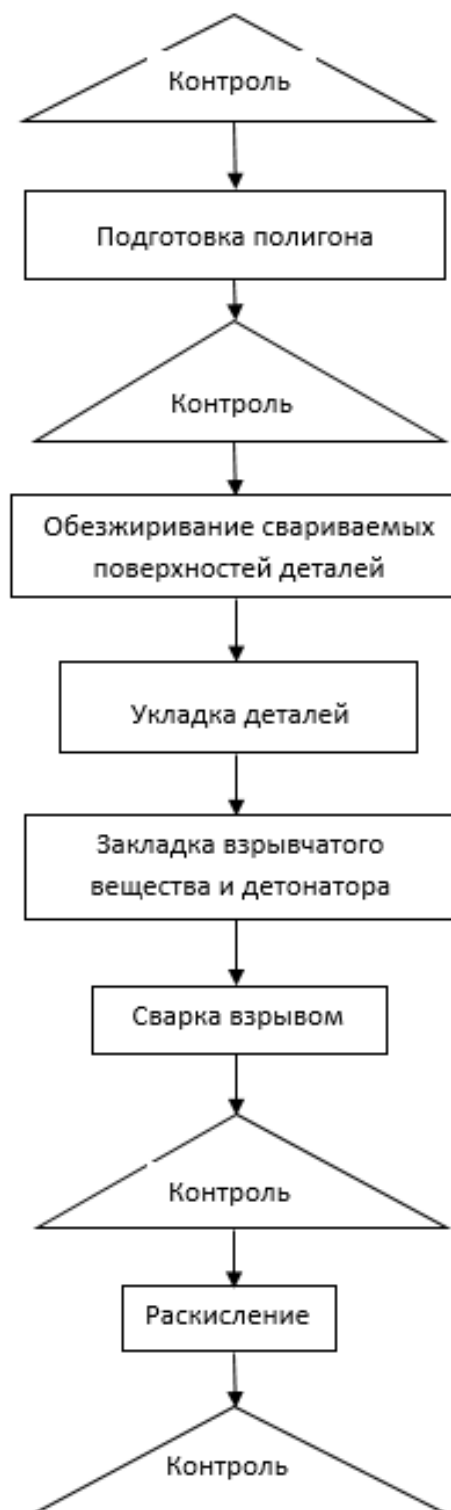 Контроль
Подготовка полигона
Контроль
Обезжиривание свариваемых
поверхностей деталей
Укладка деталей
Закладка взрывчатого
вещества и детонатора
Сварка взрывом
Контроль
Раскисление
Контроль